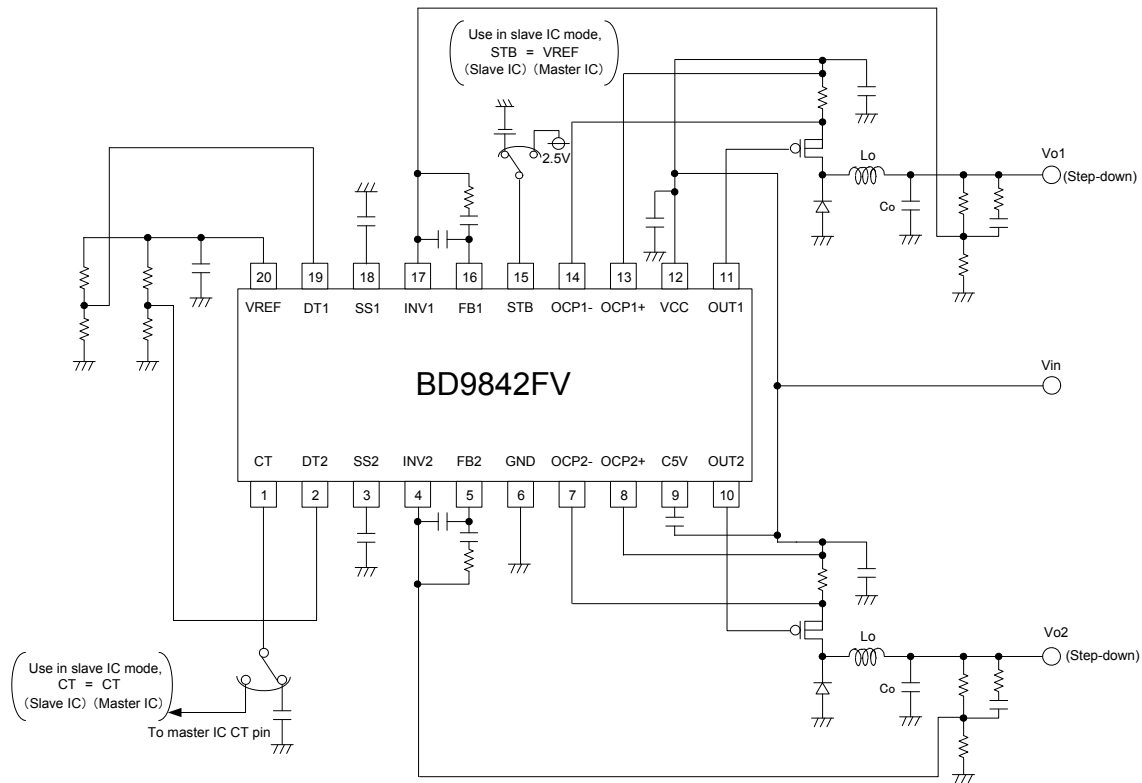 Use in slave IC mode,
STB = VREF
(Slave IC) (Master IC)
2.5V
Lo
Vo1
(Step-down)
Co
20 19 18 17 16 15 14 13 12 11
VREF DT1 SS1 INV1 FB1 STB OCP1- OCP1+ VCC OUT1
BD9842FV
Vin
CT DT2 SS2 INV2 FB2 GND OCP2- OCP2+ C5V OUT2
1 2 3 4 5 6 7 8 9 10
Lo
Vo2
(Step-down)
Co
Use in slave IC mode,
CT = CT
(Slave IC) (Master IC)
To master IC CT pin